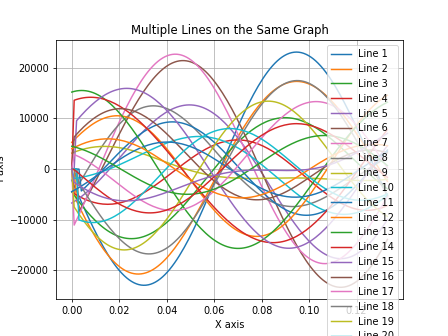 Multiple Lines on the Same Graph
20000
10000
0
−10000
−20000
0.00
0.02
0.04
0.06
0.08
0.10
X axis
Line 1
Line 2
Line 3
Line 4
Line 5
Line 6
Line 7
Line 8
Line 9
Line 10
Line 11
Line 12
Line 13
Line 14
Line 15
Line 16
Line 17
Line 18
Line 19
Line 20